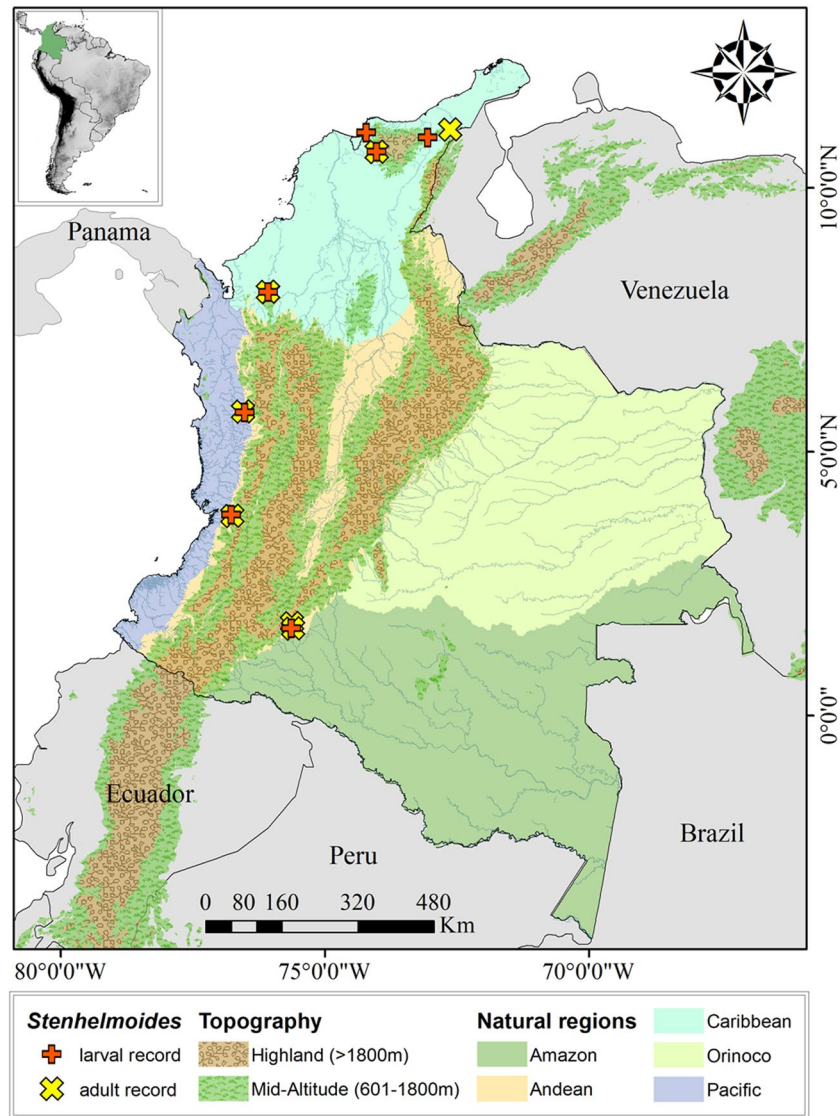 Panama
Venezuela
Ecuador
Peru
Brazil
10°0'0"N
5°0'0"N
0°0'0"
0 80 160 320 480
Km
80°0'0"W 75°0'0"W 70°0'0"W
Stenhelmoides
larval record
adult record
Topography
Highland (>1800m)
Mid-Altitude (601-1800m)
Natural regions
Amazon
Andean
Caribbean
Orinoco
Pacific